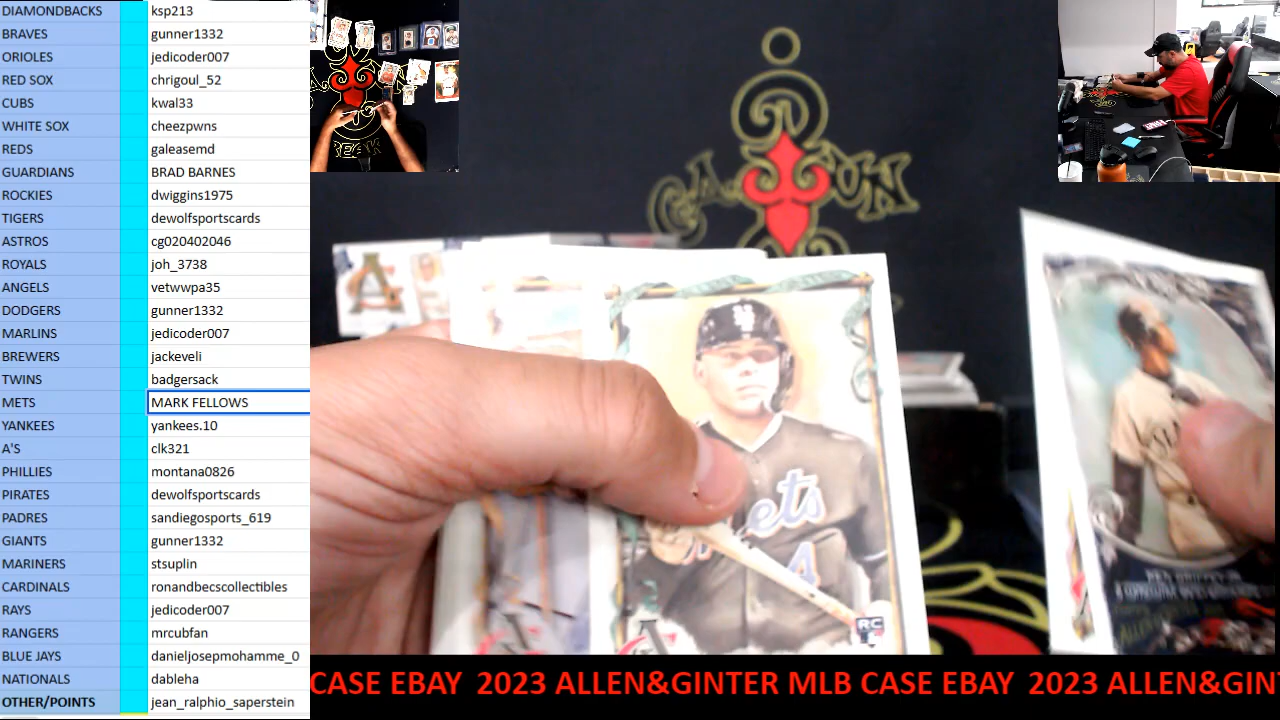 DIAMONDBACKS ksp213
BRAVES gunner1332
ORIOLES jedicoder007
RED SOX chrigoul_52
CUBS kwal33
WHITE SOX cheezpwns
REDS galeasemd
GUARDIANS BRAD BARNES
ROCKIES dwiggins1975
TIGERS dewolfsportscards
ASTROS cg020402046
ROYALS joh_3738
ANGELS vetwwpa35
DODGERS gunner1332
MARLINS jedicoder007
BREWERS jackeveli
TWINS badgersack
METS MARK FELLOWS
YANKEES yankees.10
A'S clk321
PHILLIES montana0826
PIRATES dewolfsportscards
PADRES sandiegosports_619
GIANTS gunner1332
MARINERS stsuplin
CARDINALS ronandbecscollectibles
RAYS jedicoder007
RANGERS mrcubfan
BLUE JAYS danieljosepmohamme_0
NATIONALS dableha
OTHER/POINTS jean_ralphio_saperstein
ets
4
RC
CASE EBAY 2023 ALLEN&GINTER MLB CASE EBAY 2023 ALLEN&GIN